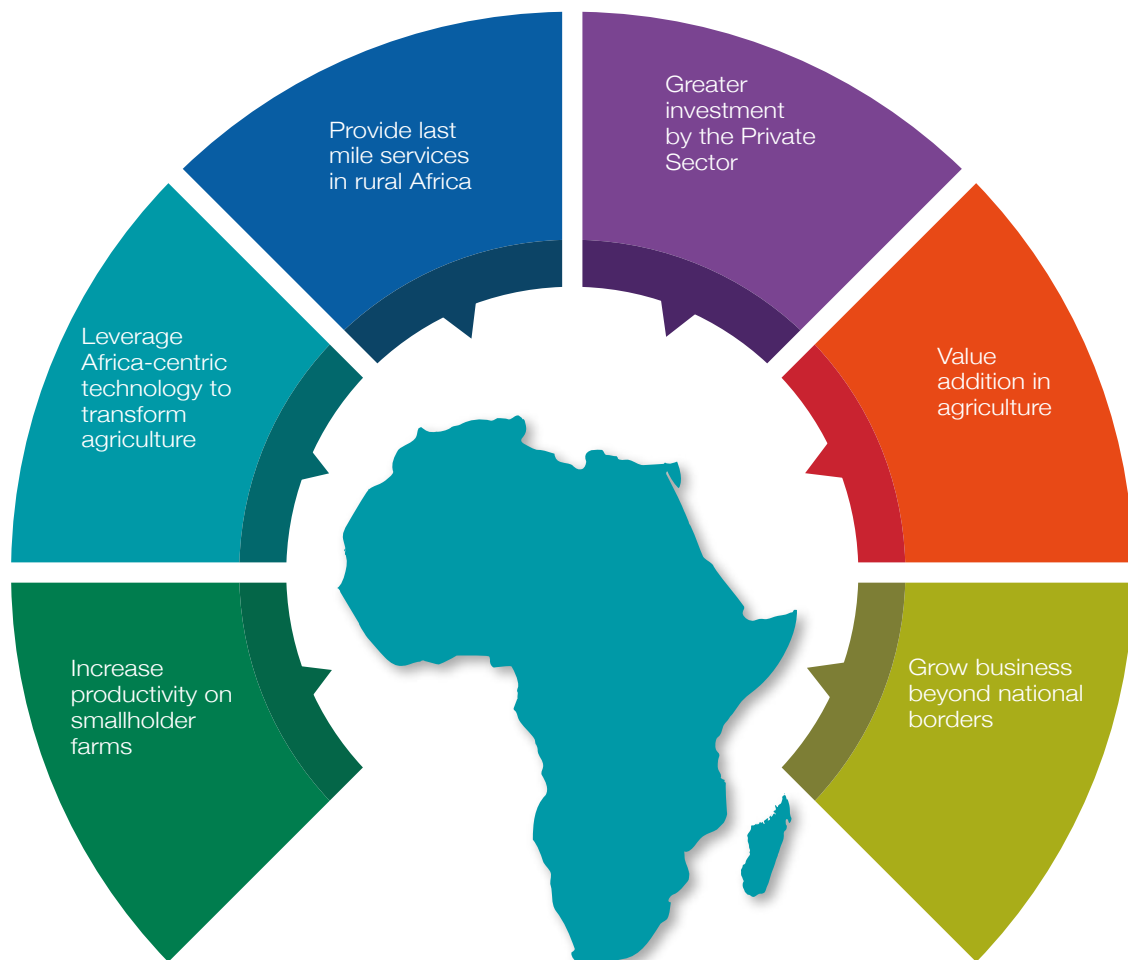 Provide last
mile services
in rural Africa
Greater
investment
by the Private
Sector
Leverage
Africa-centric
technology to
transform
agriculture
Value
addition in
agriculture
Increase
productivity on
smallholder
farms
Grow business
beyond national
borders